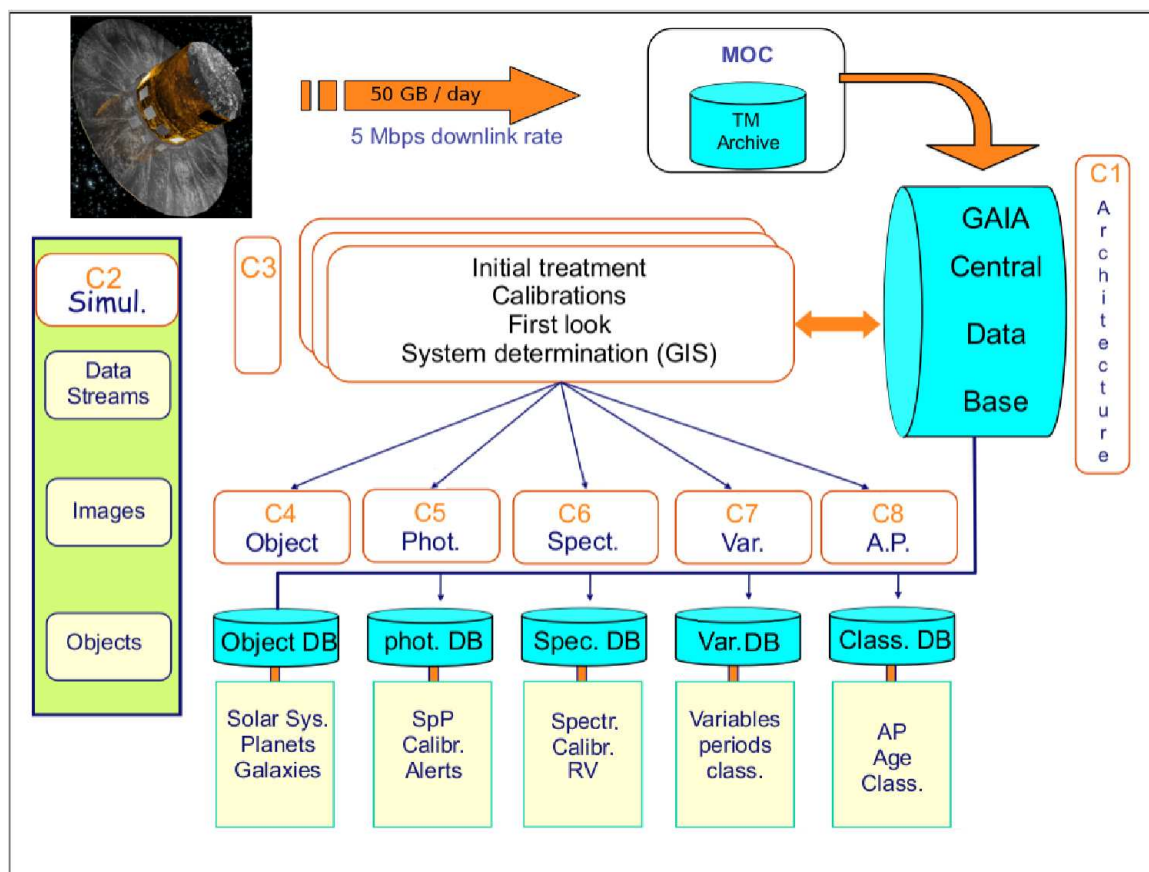 50 GB / day
5 Mbps downlink rate
MOC
TM
Archive
C1
Architecture
GAIA
Central
Data
Base
C3
Initial treatment
Calibrations
First look
System determination (GIS)
C2
Simul.
Data
Streams
Images
Objects
C4
Object
C5
Phot.
C6
Spect.
C7
Var.
C8
A.P.
Object DB
phot. DB
Spec. DB
Var.DB
Class. DB
Solar Sys.
Planets
Galaxies
SpP
Calibr.
Alerts
Spectr.
Calibr.
RV
Variables
periods
class.
AP
Age
Class.